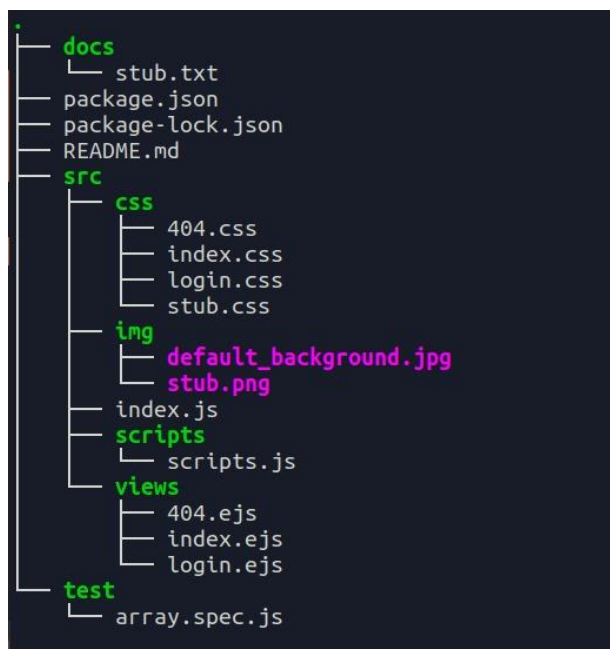 .
├── docs
│   └── stub.txt
├── package.json
├── package-lock.json
├── README.md
├── src
│   ├── css
│   │   ├── 404.css
│   │   ├── index.css
│   │   ├── login.css
│   │   └── stub.css
│   ├── img
│   │   ├── default_background.jpg
│   │   └── stub.png
│   ├── index.js
│   ├── scripts
│   │   └── scripts.js
│   └── views
│       ├── 404.ejs
│       ├── index.ejs
│       └── login.ejs
└── test
    └── array.spec.js